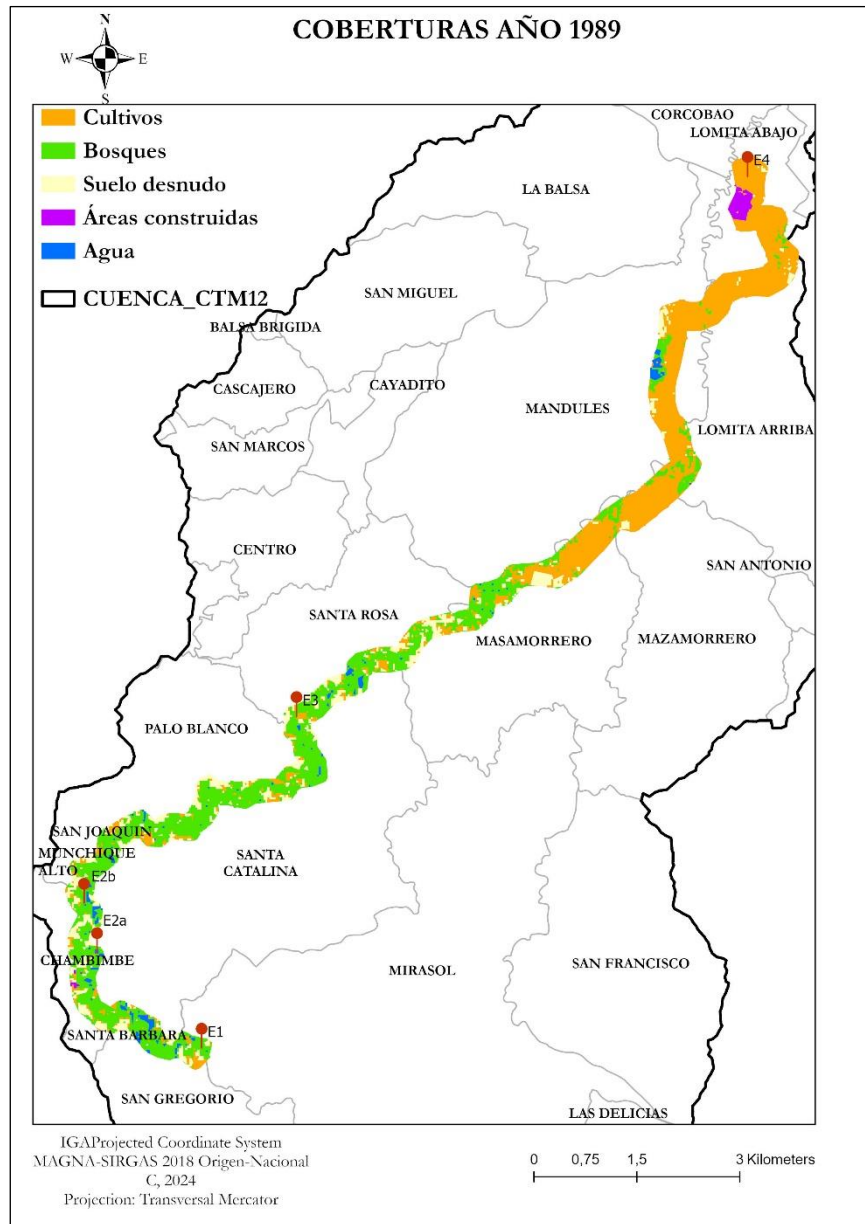 COBERTURAS AÑO 1989
N
W
E
S
Cultivos
Bosques
Suelo desnudo
Áreas construidas
Agua
CUENCA_CTM12
CORCOBAO
LOMITA ABAJO
E4
LA BALSA
SAN MIGUEL
BALSA BRIGIDA
CASCAJERO
CAYADITO
MANDULES
SAN MARCOS
LOMITA ARRIBA
CENTRO
SAN ANTONIO
SANTA ROSA
MASAMORRERO
MAZAMORRERO
E3
PALO BLANCO
SAN JOAQUIN
MUNCHIQUE
ALTO
SANTA
CATALINA
E2b
E2a
CHAMBIMBE
MIRASOL
SAN FRANCISCO
SANTA BARBARA
E1
SAN GREGORIO
LAS DELICIAS
IGAProjected Coordinate System
MAGNA-SIRGAS 2018 Origen-Nacional
C, 2024
Projection: Transversal Mercator
0 0,75 1,5 3 Kilometers